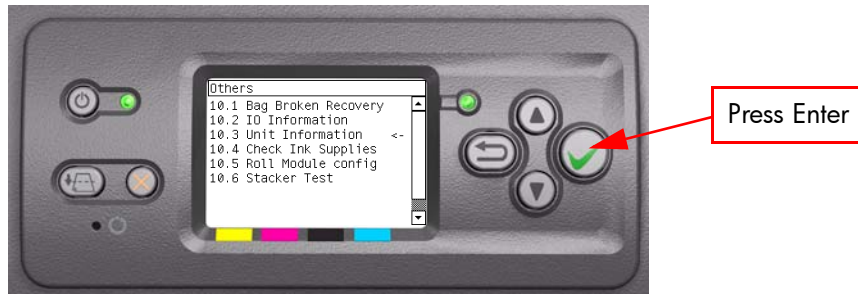 Others
10.1 Bag Broken Recovery
10.2 IO Information
10.3 Unit Information <-
10.4 Check Ink Supplies
10.5 Roll Module config
10.6 Stacker Test
Press Enter